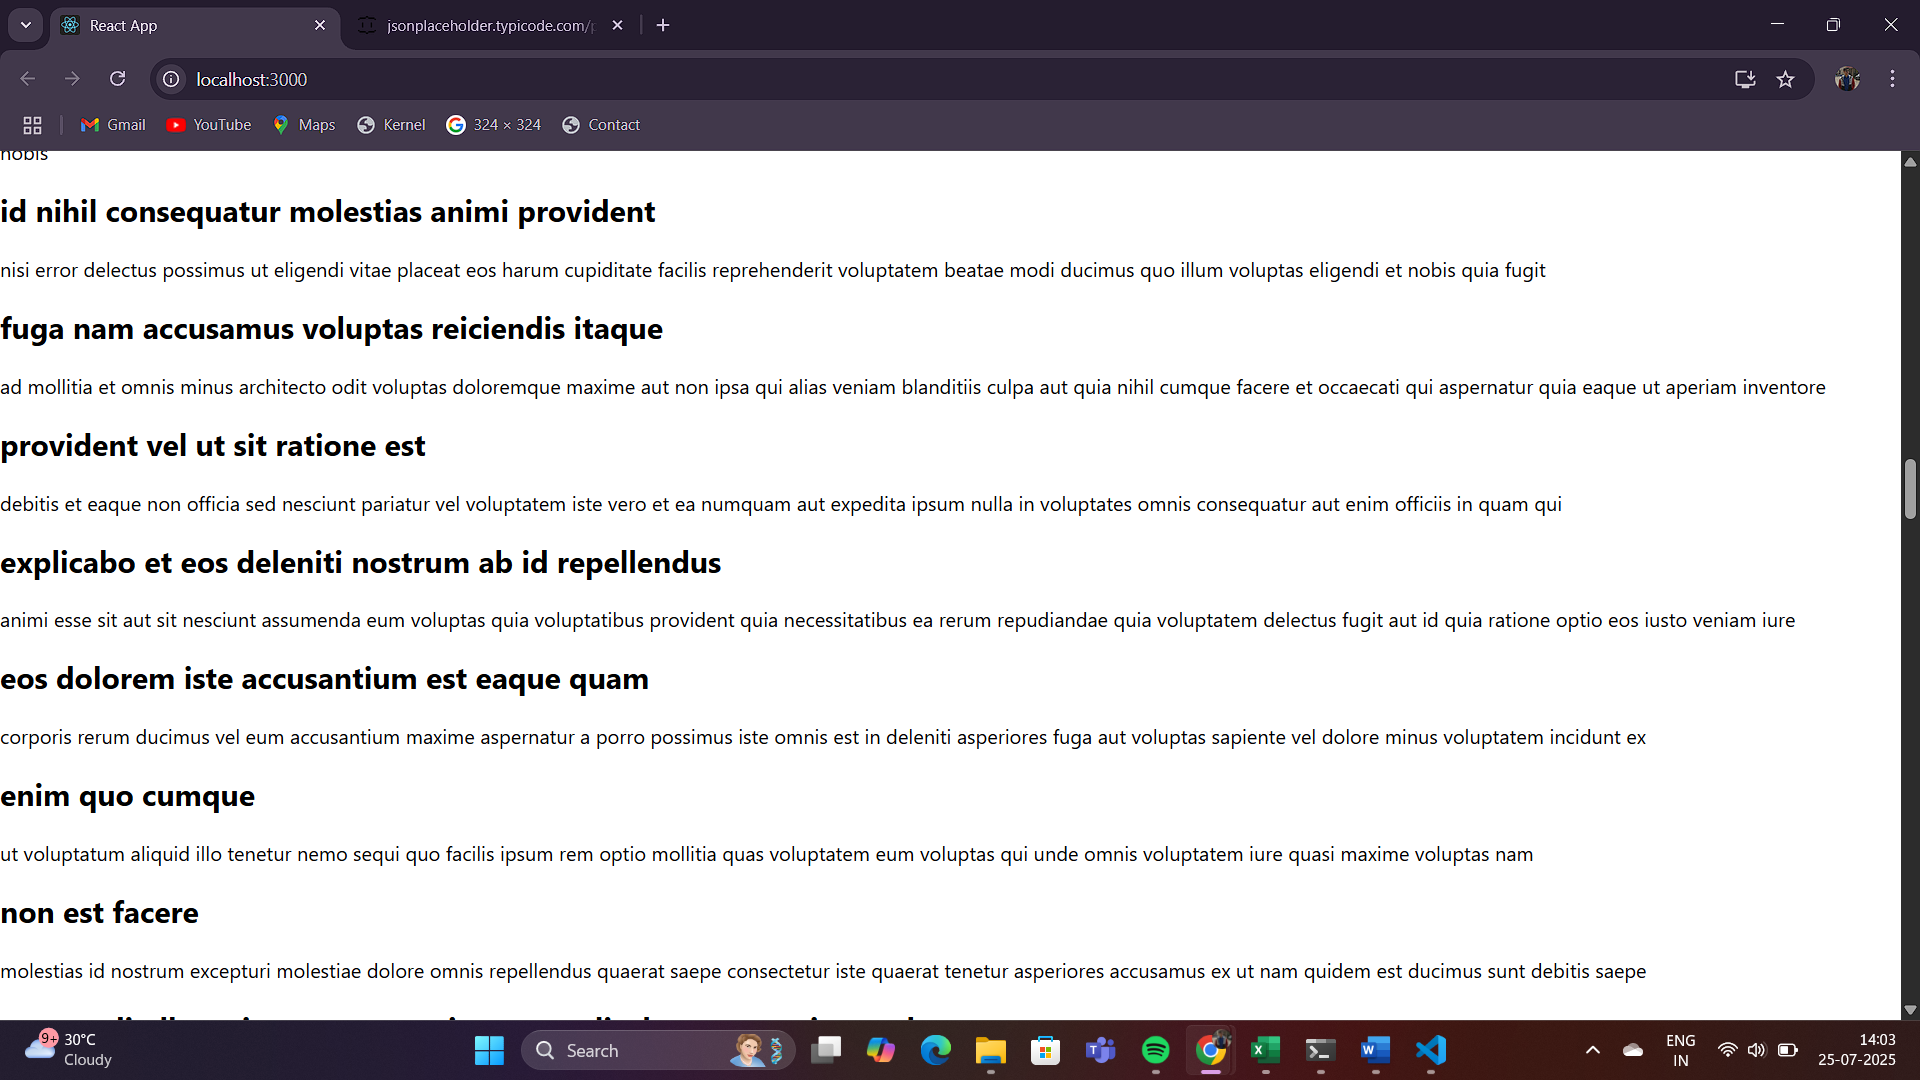 React App
jsonplaceholder.typicode.com/p
localhost:3000
Gmail
YouTube
Maps
Kernel
324 × 324
Contact
nobis
id nihil consequatur molestias animi provident
nisi error delectus possimus ut eligendi vitae placeat eos harum cupiditate facilis reprehenderit voluptatem beatae modi ducimus quo illum voluptas eligendi et nobis quia fugit
fuga nam accusamus voluptas reiciendis itaque
ad mollitia et omnis minus architecto odit voluptas doloremque maxime aut non ipsa qui alias veniam blanditiis culpa aut quia nihil cumque facere et occaecati qui aspernatur quia eaque ut aperiam inventore
provident vel ut sit ratione est
debitis et eaque non officia sed nesciunt pariatur vel voluptatem iste vero et ea numquam aut expedita ipsum nulla in voluptates omnis consequatur aut enim officiis in quam qui
explicabo et eos deleniti nostrum ab id repellendus
animi esse sit aut sit nesciunt assumenda eum voluptas quia voluptatibus provident quia necessitatibus ea rerum repudiandae quia voluptatem delectus fugit aut id quia ratione optio eos iusto veniam iure
eos dolorem iste accusantium est eaque quam
corporis rerum ducimus vel eum accusantium maxime aspernatur a porro possimus iste omnis est in deleniti asperiores fuga aut voluptas sapiente vel dolore minus voluptatem incidunt ex
enim quo cumque
ut voluptatum aliquid illo tenetur nemo sequi quo facilis ipsum rem optio mollitia quas voluptatem eum voluptas qui unde omnis voluptatem iure quasi maxime voluptas nam
non est facere
molestias id nostrum excepturi molestiae dolore omnis repellendus quaerat saepe consectetur iste quaerat tenetur asperiores accusamus ex ut nam quidem est ducimus sunt debitis saepe
9+
30°C
Cloudy
Search
ENG
IN
14:03
25-07-2025